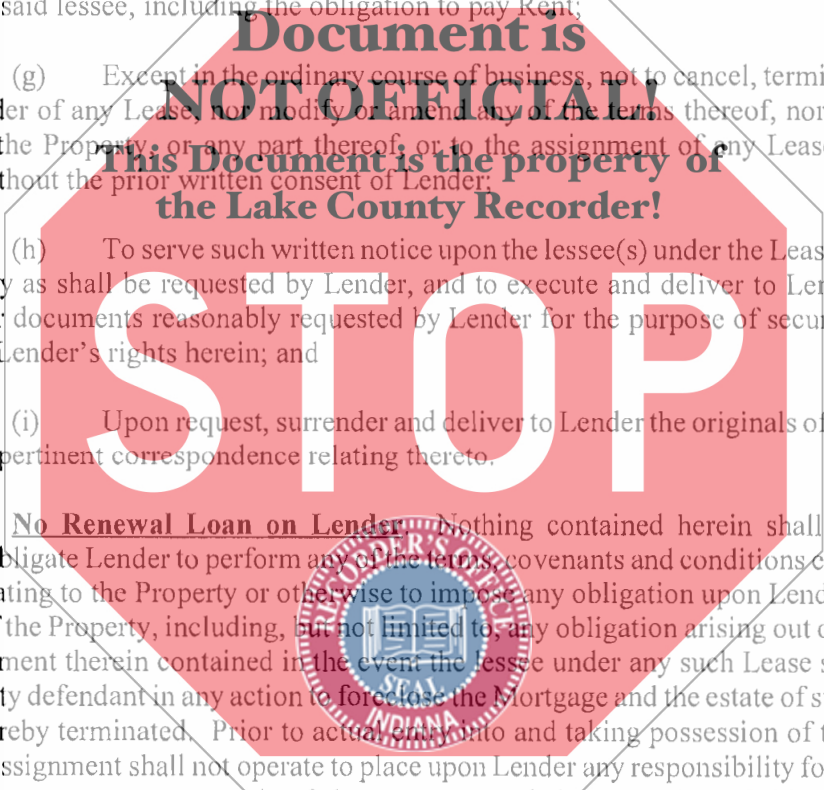 said lessee, including the obligation to pay Rent;
Document is
(g) Except in the ordinary course of business, not to cancel, termi
NOT OFFICIAL!
der of any Lease, nor modify or amend any of the terms thereof, nor
the Property, or any part thereof, or to the assignment of any Lease
This Document is the property of
thout the prior written consent of Lender;
the Lake County Recorder!
(h) To serve such written notice upon the lessee(s) under the Leas
y as shall be requested by Lender, and to execute and deliver to Len
r documents reasonably requested by Lender for the purpose of secur
Lender's rights herein; and
STOP
(i) Upon request, surrender and deliver to Lender the originals of
pertinent correspondence relating thereto.
No Renewal Loan on Lender. Nothing contained herein shall
bligate Lender to perform any of the terms, covenants and conditions c
ating to the Property or otherwise to impose any obligation upon Lend
f the Property, including, but not limited to, any obligation arising out o
ment therein contained in the event the lessee under any such Lease s
ty defendant in any action to foreclose the Mortgage and the estate of s
reby terminated. Prior to actual entry into and taking possession of t
ssignment shall not operate to place upon Lender any responsibility fo
RECORDER'S OFFICE
SEAL
INDIANA